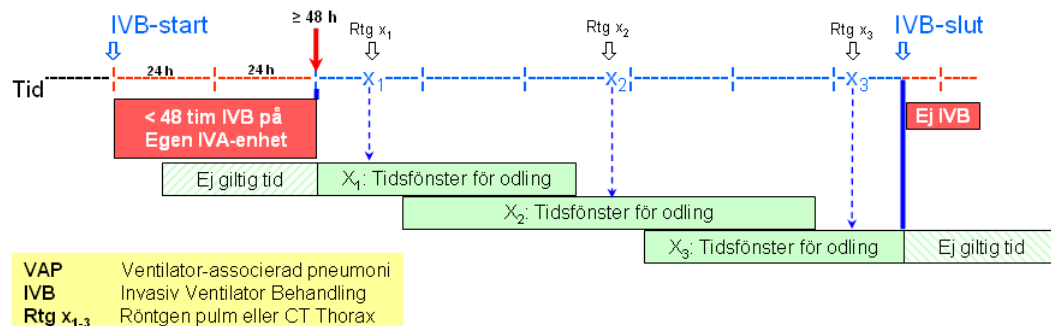 IVB-start
≥ 48 h
Rtg x1
Rtg x2
Rtg x3
IVB-slut
24 h
24 h
Tid
X1
X2
X3
< 48 tim IVB på
Egen IVA-enhet
Ej IVB
Ej giltig tid
X1: Tidsfönster för odling
X2: Tidsfönster för odling
X3: Tidsfönster för odling
Ej giltig tid
VAP Ventilator-associerad pneumoni
IVB Invasiv Ventilator Behandling
Rtg x1-3 Röntgen pulm eller CT Thorax